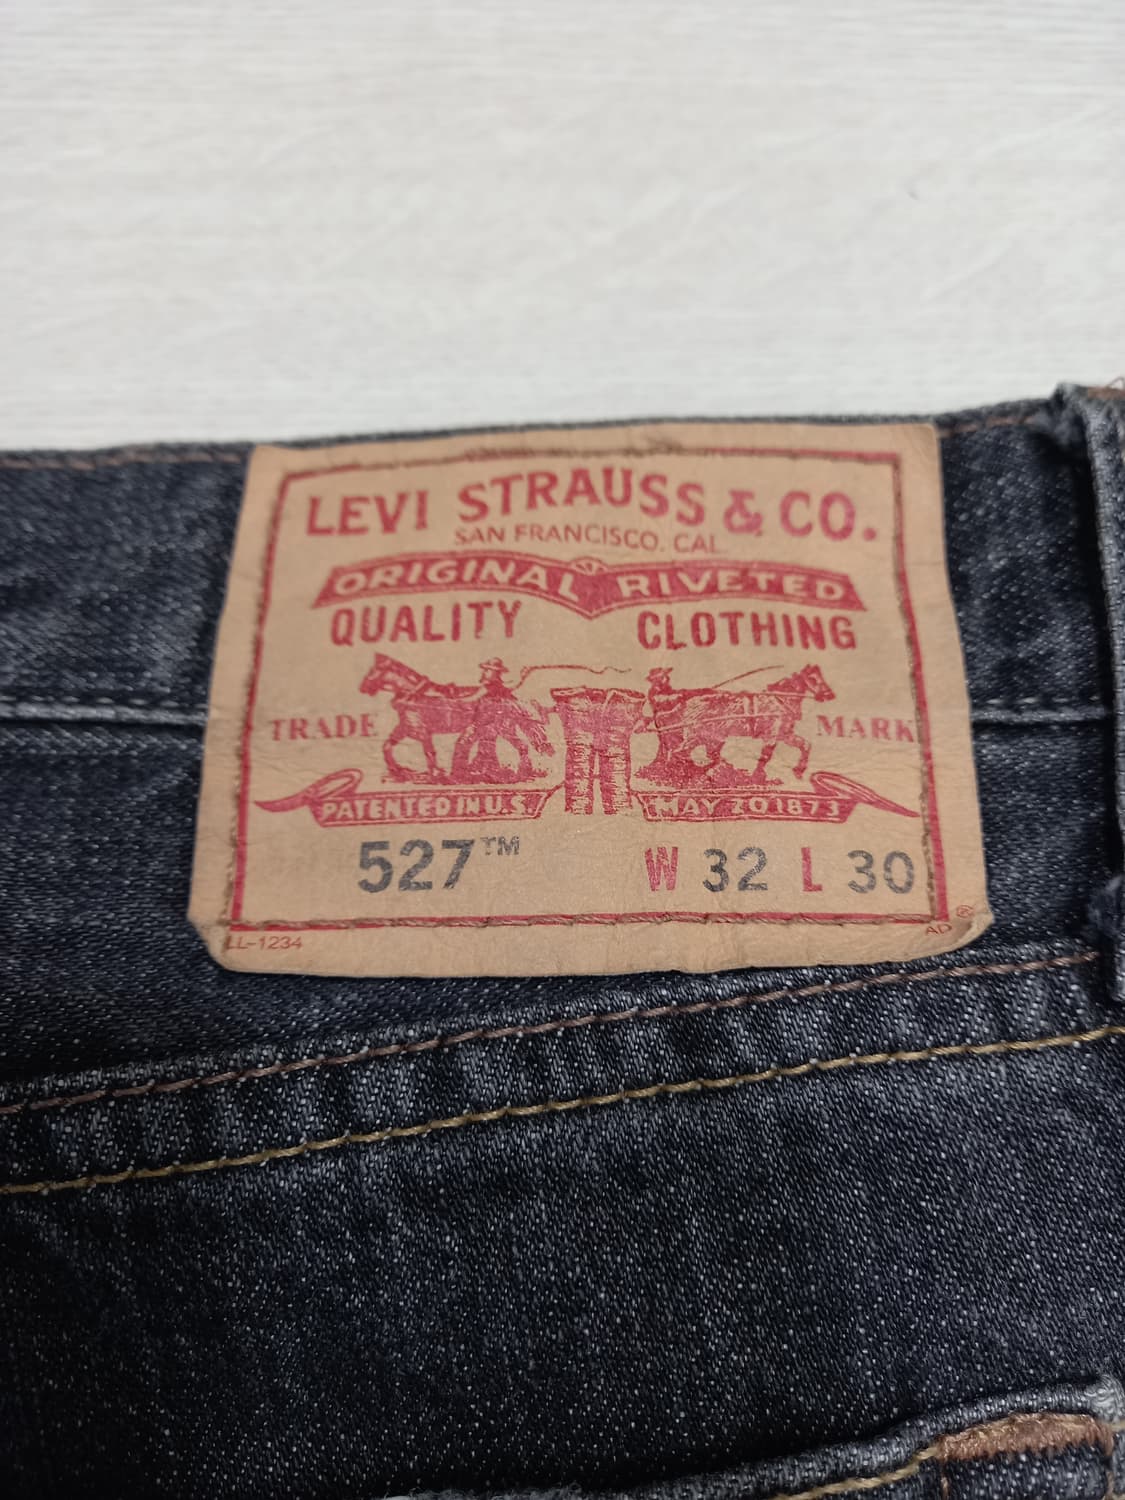 LEVI STRAUSS & CO.
SAN FRANCISCO, CAL
ORIGINAL RIVETED
QUALITY CLOTHING
TRADE MARK
PATENTED IN U.S. MAY 20 1873
527™ W 32 L 30
®
LL-1234 AD